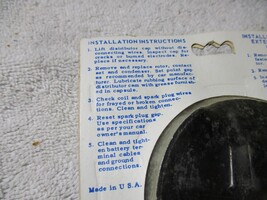 INSTALLATION INSTRUCTIONS
1. Lift distributor cap without dis-
connecting wires. Inspect cap for
cracks or burned electrodes. Re-
place if necessary.
2. Remove and replace rotor, contact
set and condenser. Set point gap
as recommended by car manufac-
turer. Lubricate rubbing surface of
distributor cam with grease furnish-
ed in capsule.
3. Check coil and spark plug wires
for frayed or broken connec-
tions. Clean and tighten.
4. Reset spark plug gap.
Use specifications
as per your car
owner's manual.
5. Clean and tight-
en battery ter-
minal cables
and ground
connections.
Made in U.S.A.
INSTALL
EXTE